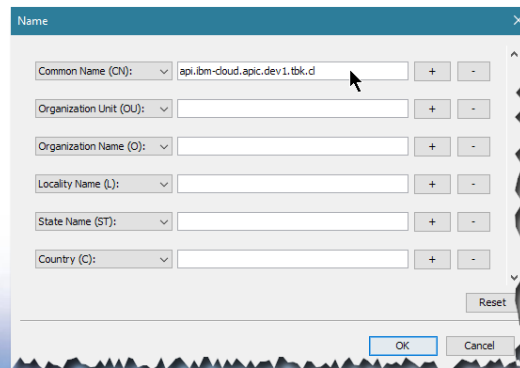 Name
Common Name (CN): api.ibm-cloud.apic.dev1.tbk.cl + -
Organization Unit (OU): + -
Organization Name (O): + -
Locality Name (L): + -
State Name (ST): + -
Country (C): + -
Reset
OK Cancel